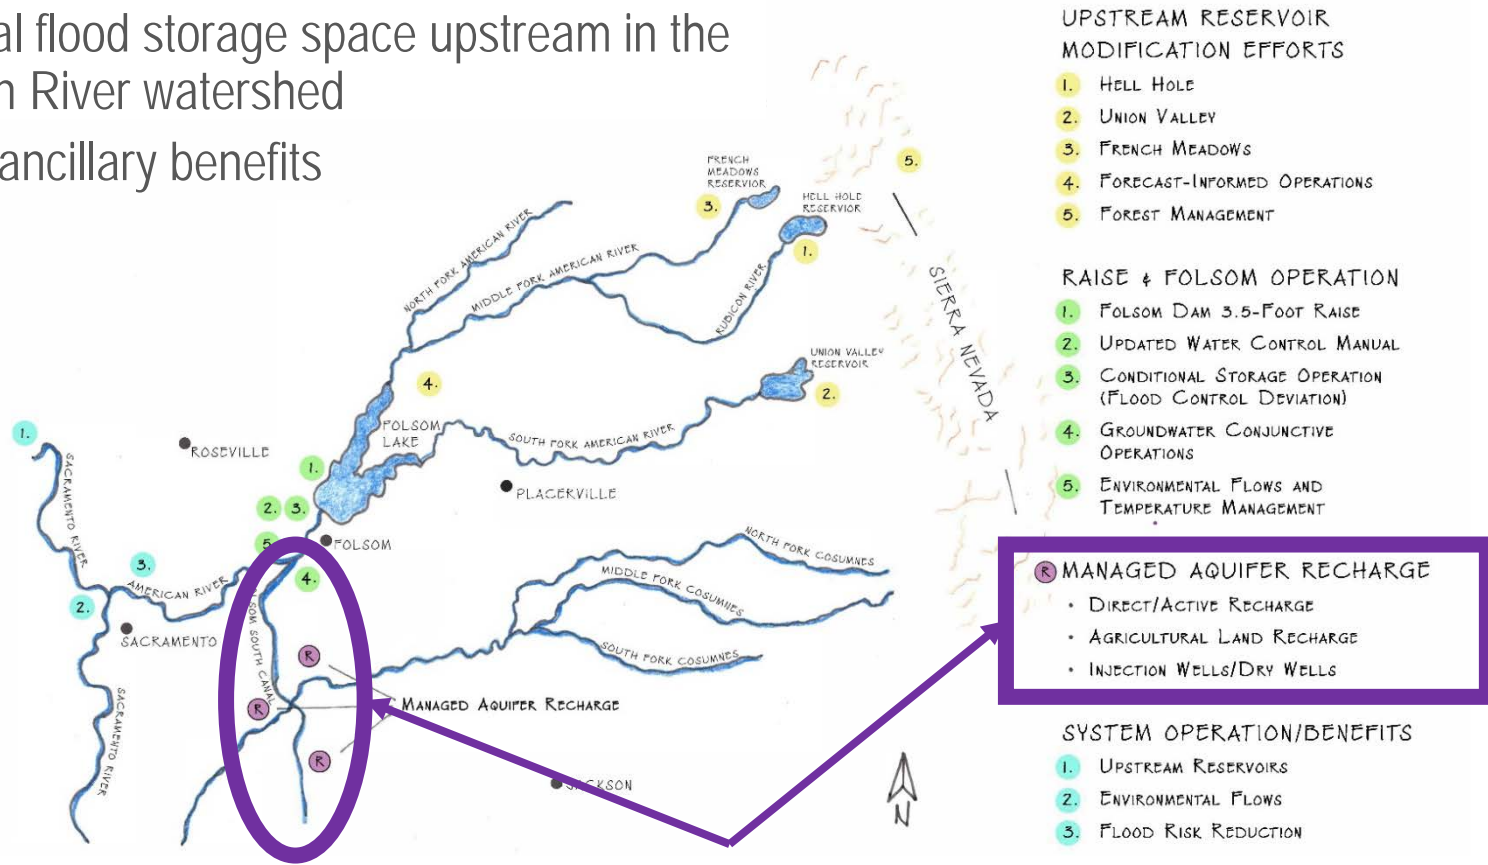 al flood storage space upstream in the
n River watershed
ancillary benefits
UPSTREAM RESERVOIR
MODIFICATION EFFORTS
1. HELL HOLE
2. UNION VALLEY
3. FRENCH MEADOWS
4. FORECAST-INFORMED OPERATIONS
5. FOREST MANAGEMENT
RAISE & FOLSOM OPERATION
1. FOLSOM DAM 3.5-FOOT RAISE
2. UPDATED WATER CONTROL MANUAL
3. CONDITIONAL STORAGE OPERATION
(FLOOD CONTROL DEVIATION)
4. GROUNDWATER CONJUNCTIVE
OPERATIONS
5. ENVIRONMENTAL FLOWS AND
TEMPERATURE MANAGEMENT
R MANAGED AQUIFER RECHARGE
• DIRECT/ACTIVE RECHARGE
• AGRICULTURAL LAND RECHARGE
• INJECTION WELLS/DRY WELLS
SYSTEM OPERATION/BENEFITS
1. UPSTREAM RESERVOIRS
2. ENVIRONMENTAL FLOWS
3. FLOOD RISK REDUCTION
FRENCH
MEADOWS
RESERVIOR
3.
5.
HELL HOLE
RESERVIOR
1.
NORTH FORK AMERICAN RIVER
MIDDLE FORK AMERICAN RIVER
RUBICON RIVER
SIERRA NEVADA
UNION VALLEY
RESERVOIR
2.
4.
FOLSOM
LAKE
SOUTH FORK AMERICAN RIVER
1.
ROSEVILLE
SACRAMENTO RIVER
1.
PLACERVILLE
2.
3.
5.
FOLSOM
4.
3.
AMERICAN RIVER
2.
SACRAMENTO
SOM SOUTH CANAL
NORTH FORK COSUMNES
MIDDLE FORK COSUMNES
SOUTH FORK COSUMNES
R
R
R
MANAGED AQUIFER RECHARGE
SACRAMENTO RIVER
JACKSON
N